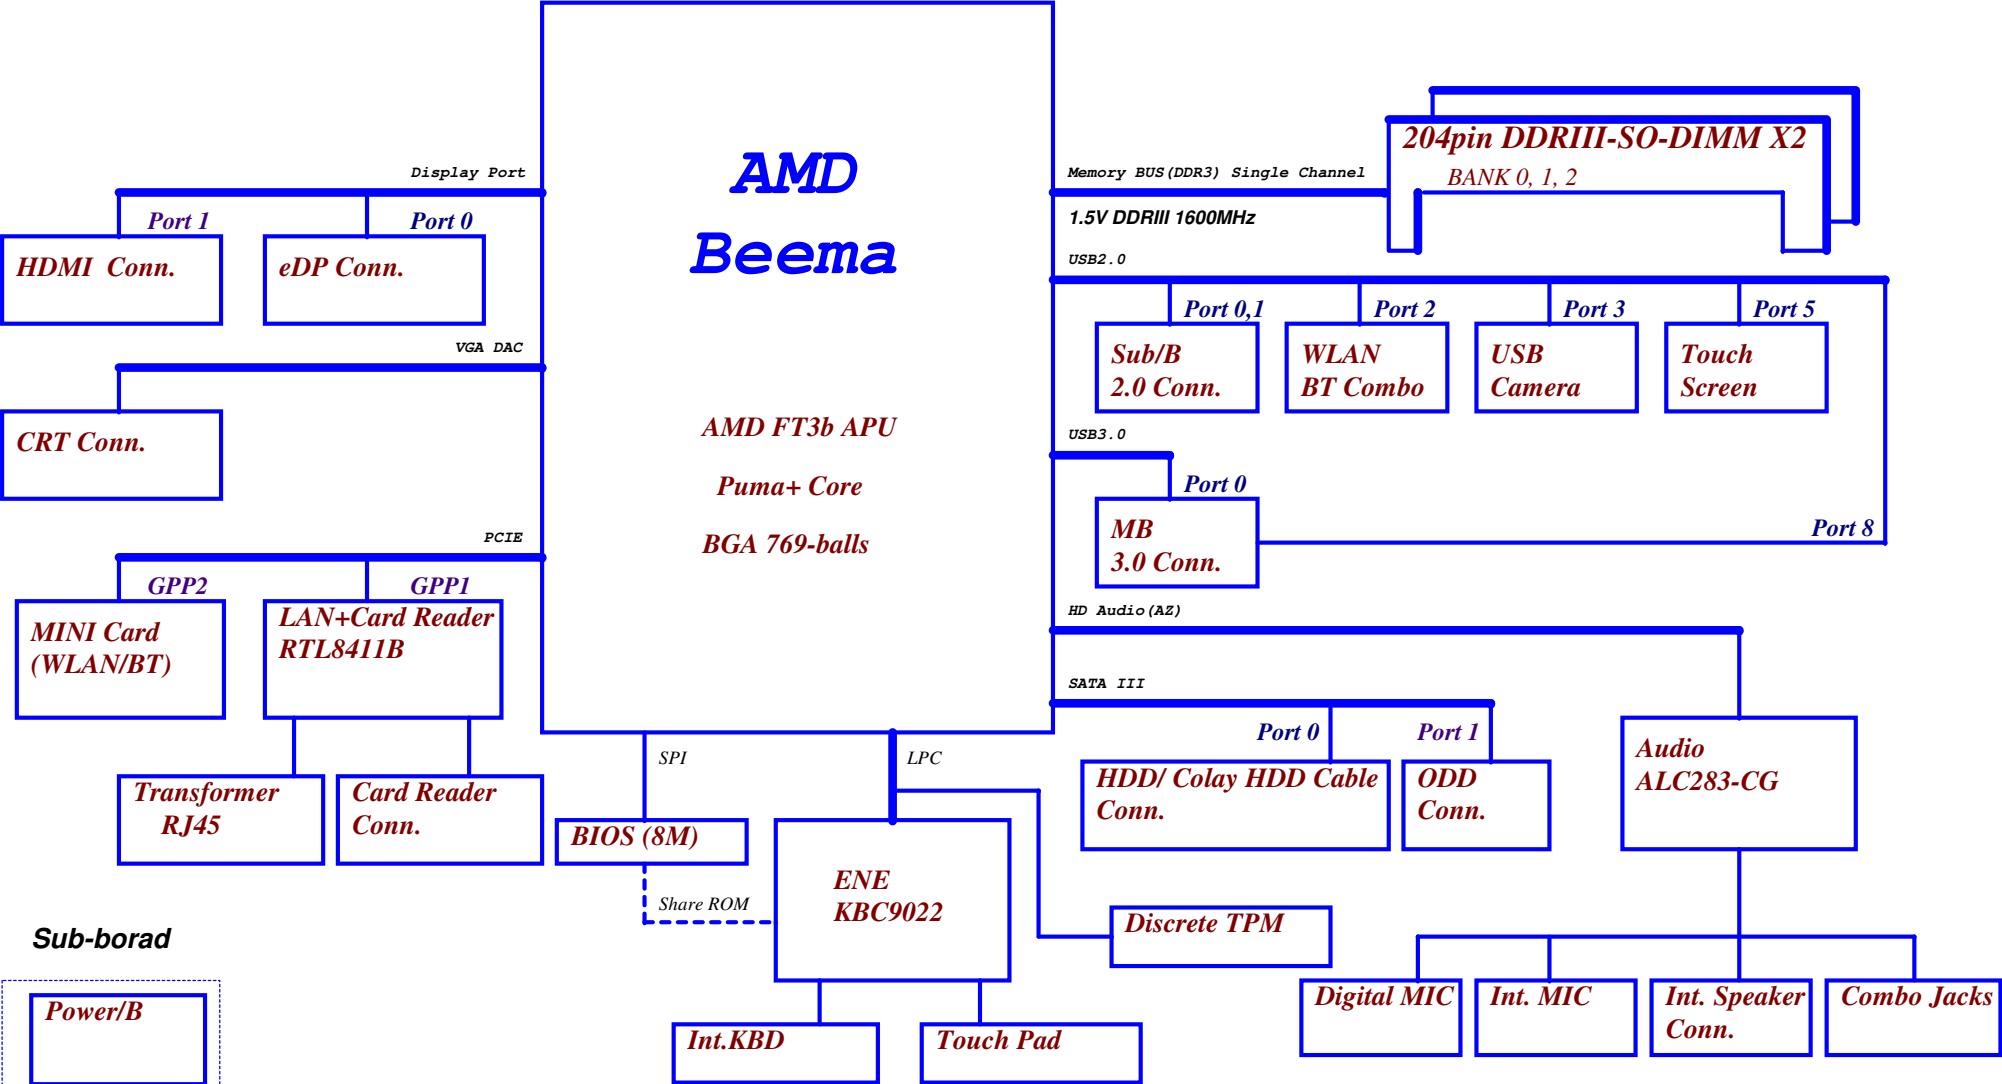 AMD
Beema
AMD FT3b APU
Puma+ Core
BGA 769-balls
Display Port
Port 1
Port 0
HDMI  Conn.
eDP Conn.
VGA DAC
CRT Conn.
PCIE
GPP2
GPP1
MINI Card
(WLAN/BT)
LAN+Card Reader
RTL8411B
Transformer
RJ45
Card Reader
Conn.
Memory BUS(DDR3) Single Channel
1.5V DDRIII 1600MHz
204pin DDRIII-SO-DIMM X2
BANK 0, 1, 2
USB2.0
Port 0,1
Port 2
Port 3
Port 5
Sub/B
2.0 Conn.
WLAN
BT Combo
USB
Camera
Touch
Screen
USB3.0
Port 0
MB
3.0 Conn.
Port 8
HD Audio(AZ)
SATA III
Port 0
Port 1
HDD/ Colay HDD Cable
Conn.
ODD
Conn.
Audio
ALC283-CG
SPI
LPC
BIOS (8M)
Share ROM
ENE
KBC9022
Discrete TPM
Int.KBD
Touch Pad
Digital MIC
Int. MIC
Int. Speaker
Conn.
Combo Jacks
Sub-borad
Power/B